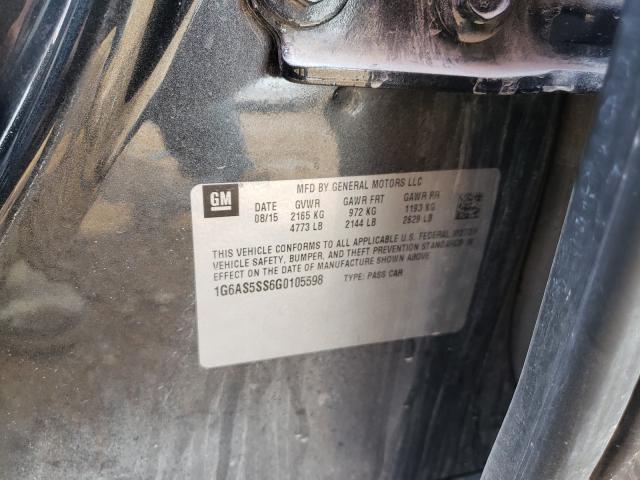 GM
MFD BY GENERAL MOTORS LLC
DATE GVWR GAWR FRT GAWR RR
08/15 2165 KG 972 KG 1193 KG
4773 LB 2144 LB 2629 LB
THIS VEHICLE CONFORMS TO ALL APPLICABLE U.S. FEDERAL MOTOR
VEHICLE SAFETY, BUMPER, AND THEFT PREVENTION STANDARDS IN
EFFECT ON THE DATE OF MANUFACTURE SHOWN ABOVE
1G6AS5SS6G0105598 TYPE: PASS CAR